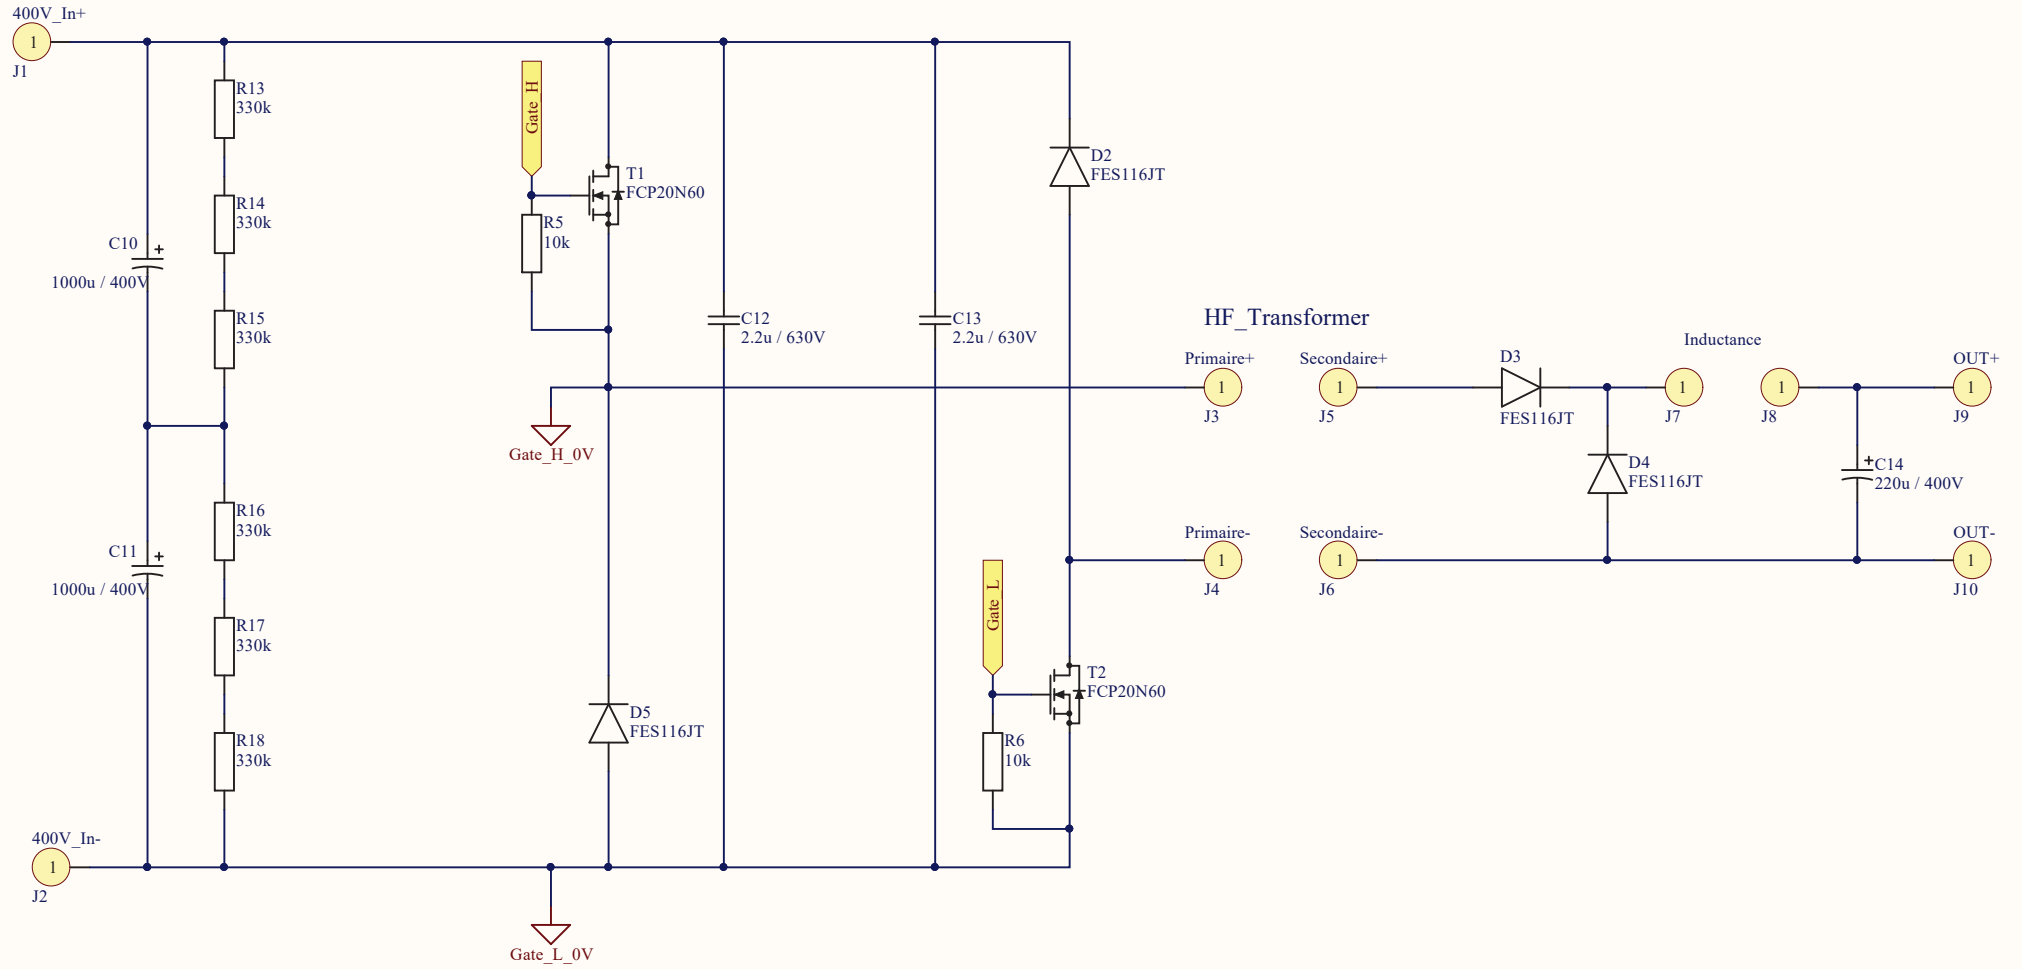 400V_In+
1
J1
R13
330k
Gate_H
D2
FES116JT
T1
FCP20N60
R14
330k
R5
10k
C10
1000u / 400V
R15
330k
C12
2.2u / 630V
C13
2.2u / 630V
HF_Transformer
Primaire+
1
J3
Secondaire+
1
J5
D3
FES116JT
Inductance
1
J7
1
J8
OUT+
1
J9
Gate_H_0V
D4
FES116JT
C14
220u / 400V
R16
330k
C11
1000u / 400V
Primaire-
1
J4
Secondaire-
1
J6
OUT-
1
J10
Gate_L
R17
330k
T2
FCP20N60
D5
FES116JT
R18
330k
R6
10k
400V_In-
1
J2
Gate_L_0V